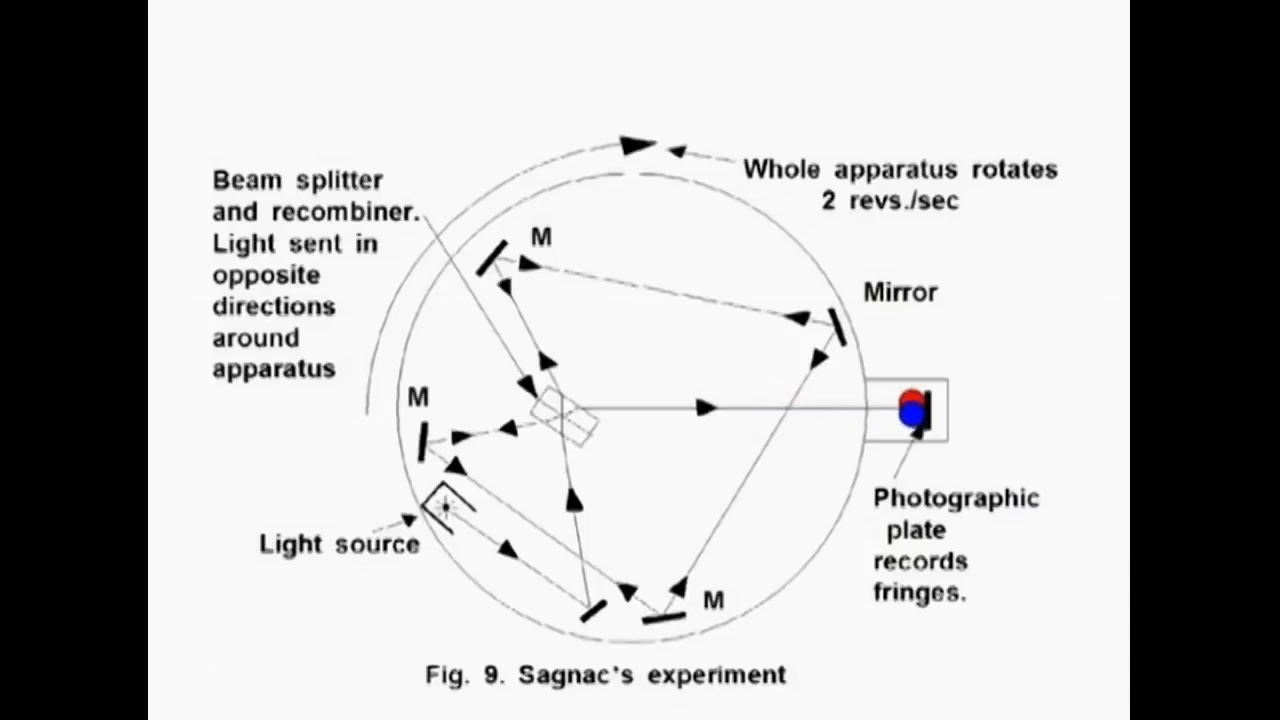 Whole apparatus rotates
2 revs./sec
Beam splitter
and recombiner.
Light sent in
opposite
directions
around
apparatus
M
Mirror
M
Light source
M
Photographic
plate
records
fringes.
Fig. 9. Sagnac's experiment